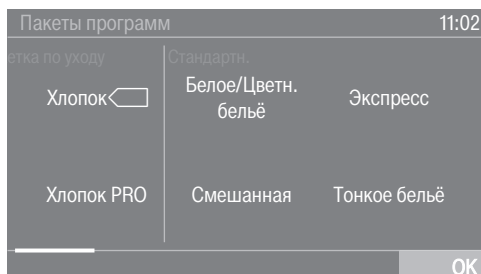 Пакеты программ 11:02
етка по уходу Стандартн.
Хлопок Белое/Цветн. бельё Экспресс
Хлопок PRO Смешанная Тонкое бельё
OK